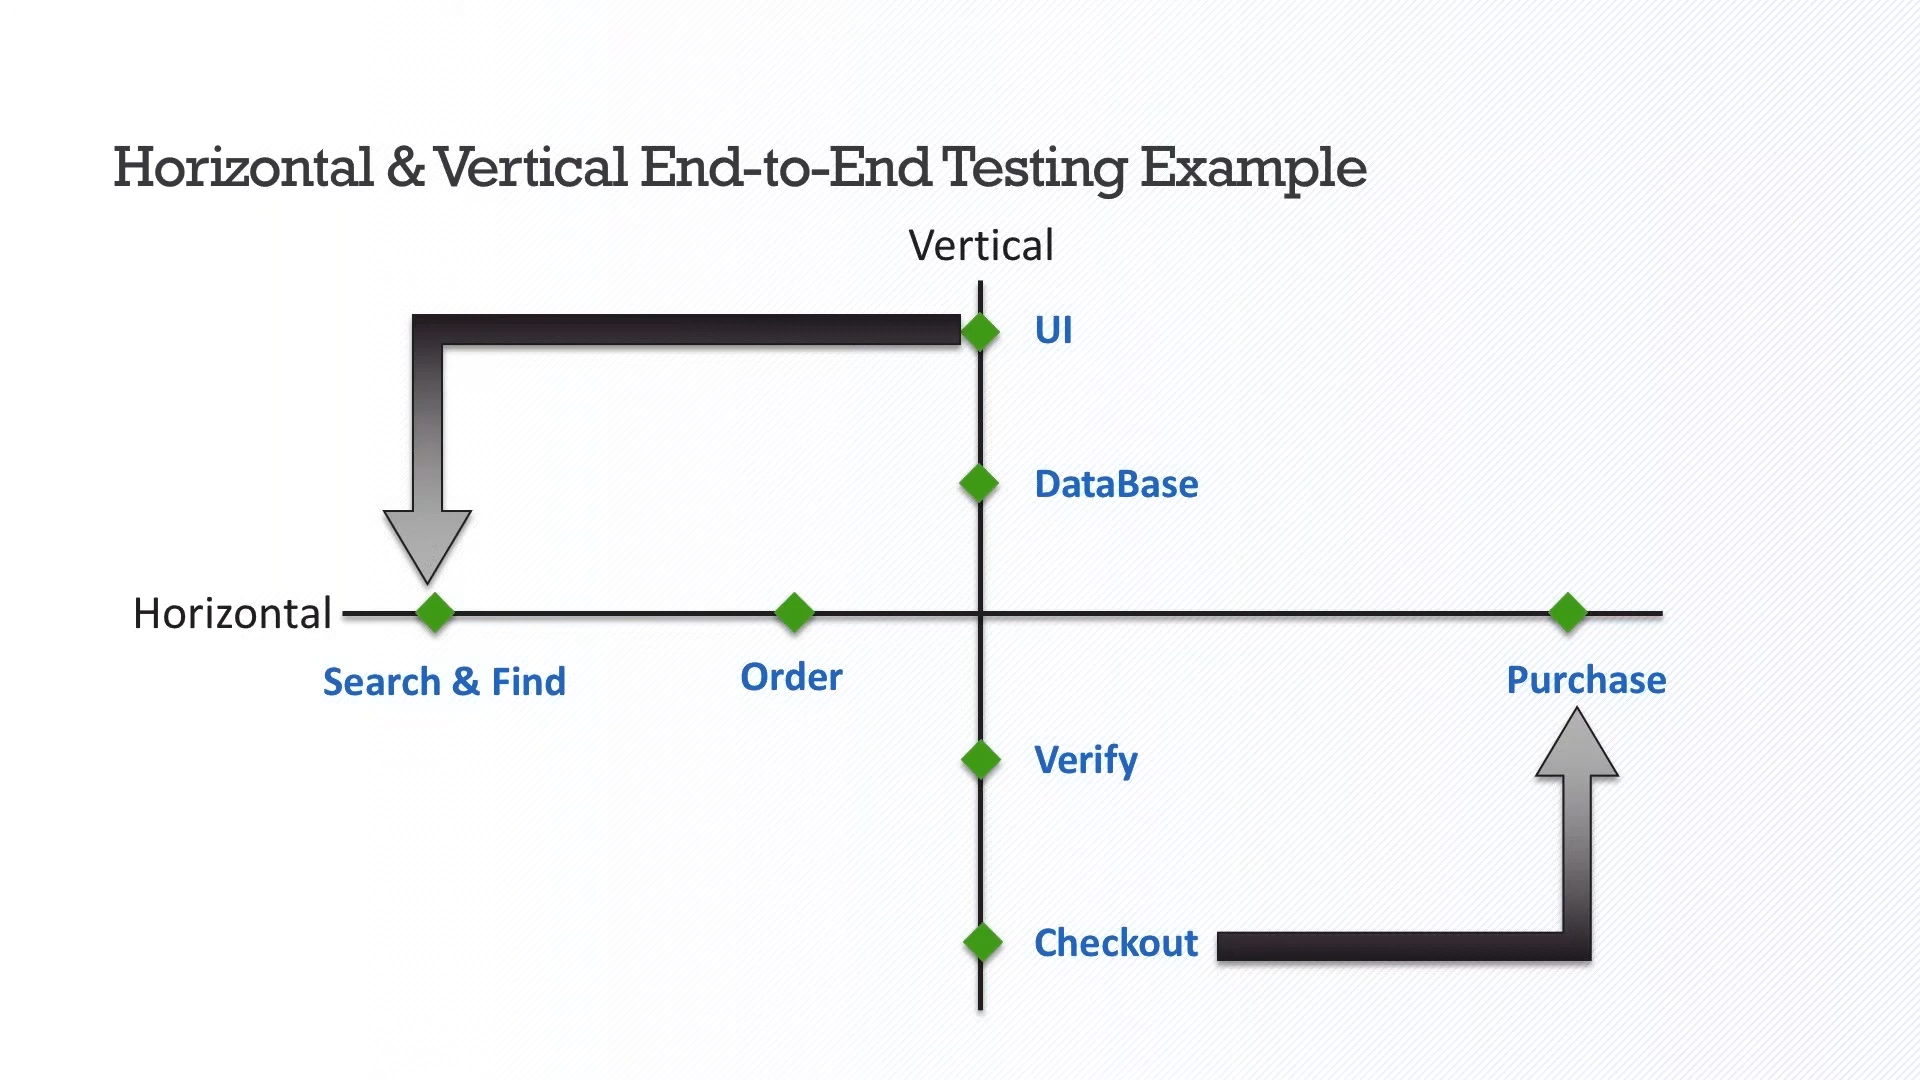 Horizontal & Vertical End-to-End Testing Example
Vertical
UI
DataBase
Horizontal
Search & Find
Order
Purchase
Verify
Checkout